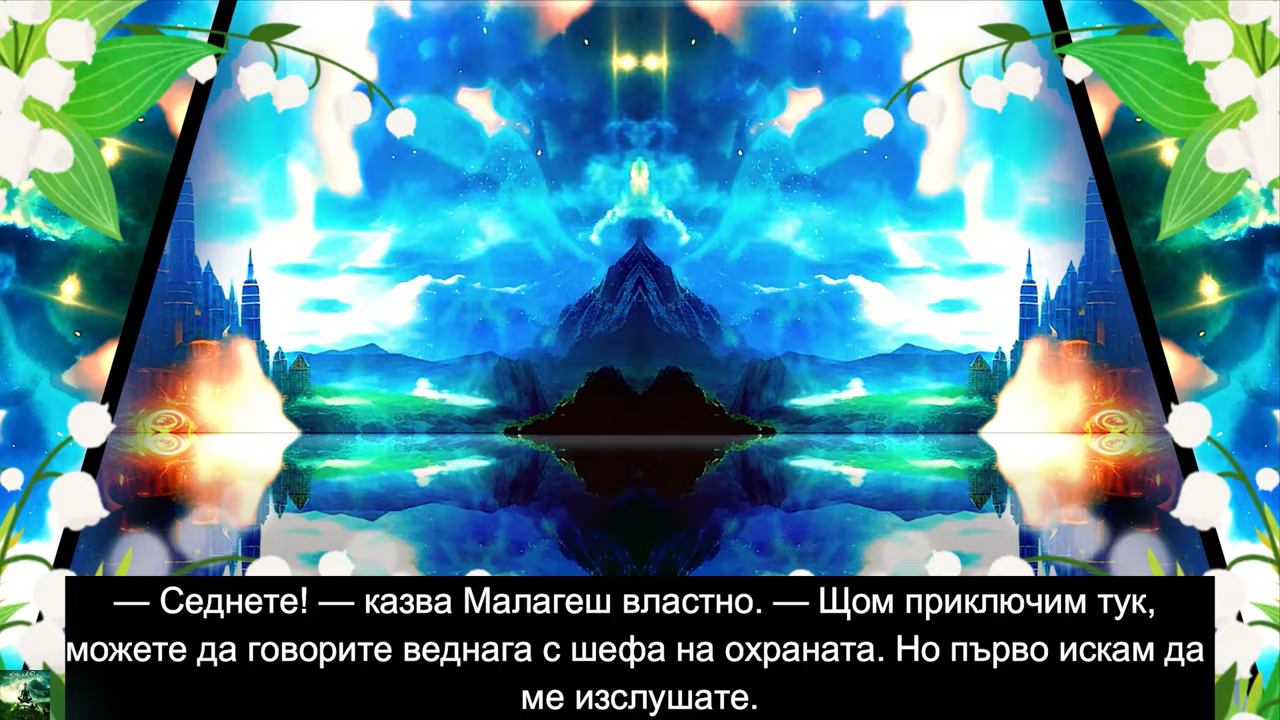 — Седнете! — казва Малагеш властно. — Щом приключим тук,
можете да говорите веднага с шефа на охраната. Но първо искам да
ме изслушате.